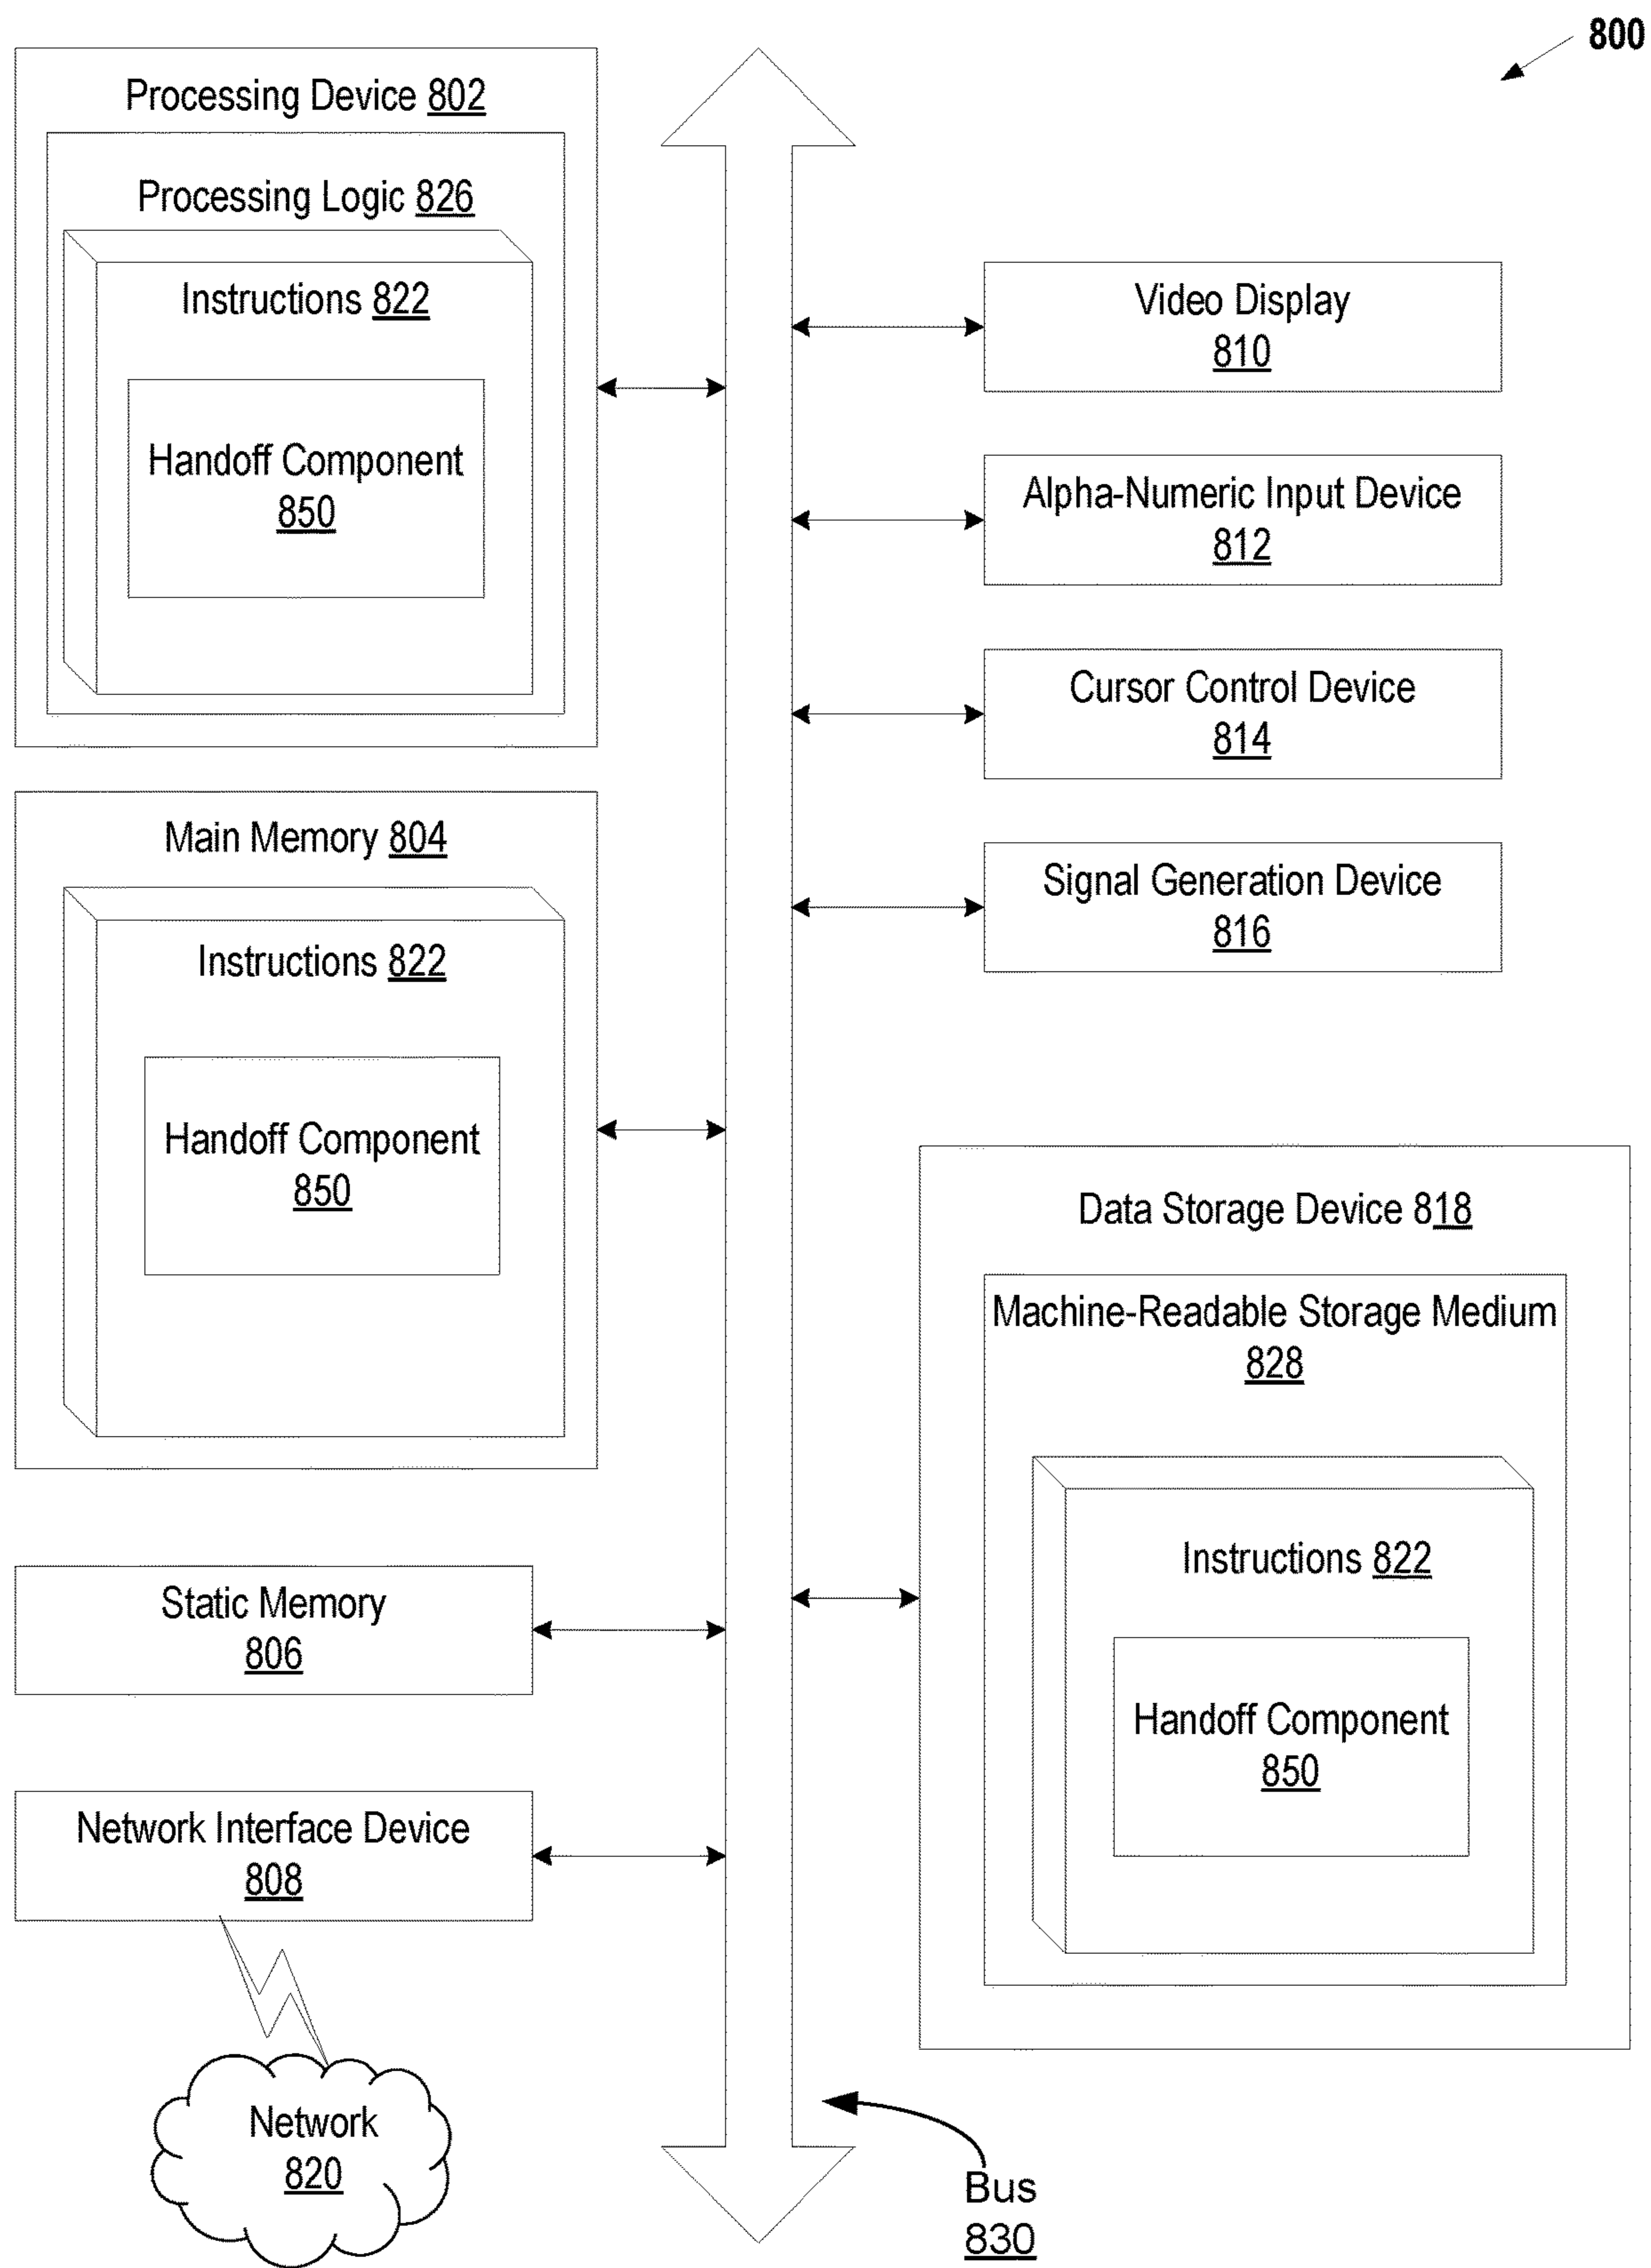 800
Processing Device 802
Processing Logic 826
Instructions 822
Handoff Component
850
Main Memory 804
Instructions 822
Handoff Component
850
Static Memory
806
Network Interface Device
808
Network
820
Video Display
810
Alpha-Numeric Input Device
812
Cursor Control Device
814
Signal Generation Device
816
Data Storage Device 818
Machine-Readable Storage Medium
828
Instructions 822
Handoff Component
850
Bus
830